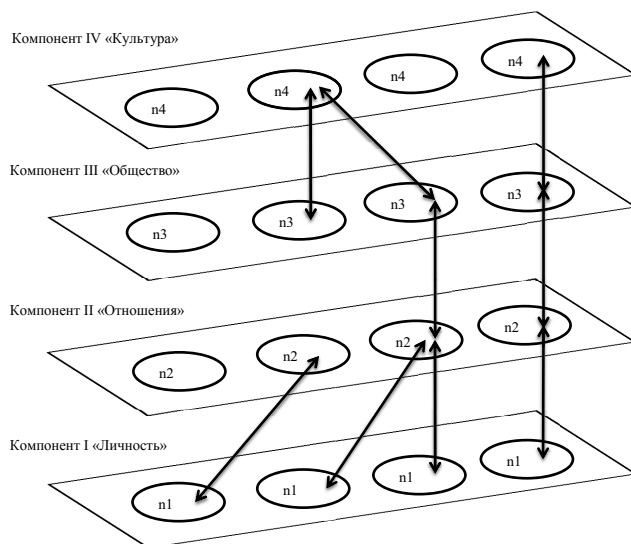 Компонент IV «Культура»
n4
n4
n4
n4
Компонент III «Общество»
n3
n3
n3
n3
Компонент II «Отношения»
n2
n2
n2
n2
Компонент I «Личность»
n1
n1
n1
n1